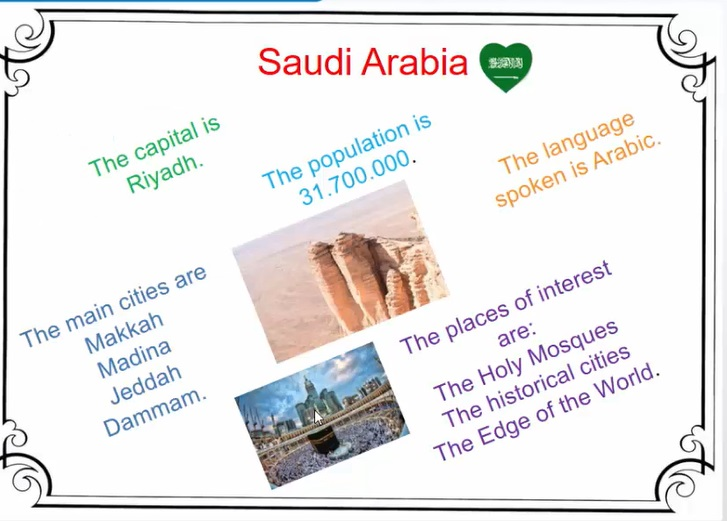 Saudi Arabia
The capital is
Riyadh.
The population is
31.700.000.
The language
spoken is Arabic.
The main cities are
Makkah
Madina
Jeddah
Dammam.
The places of interest
are:
The Holy Mosques
The historical cities
The Edge of the World.